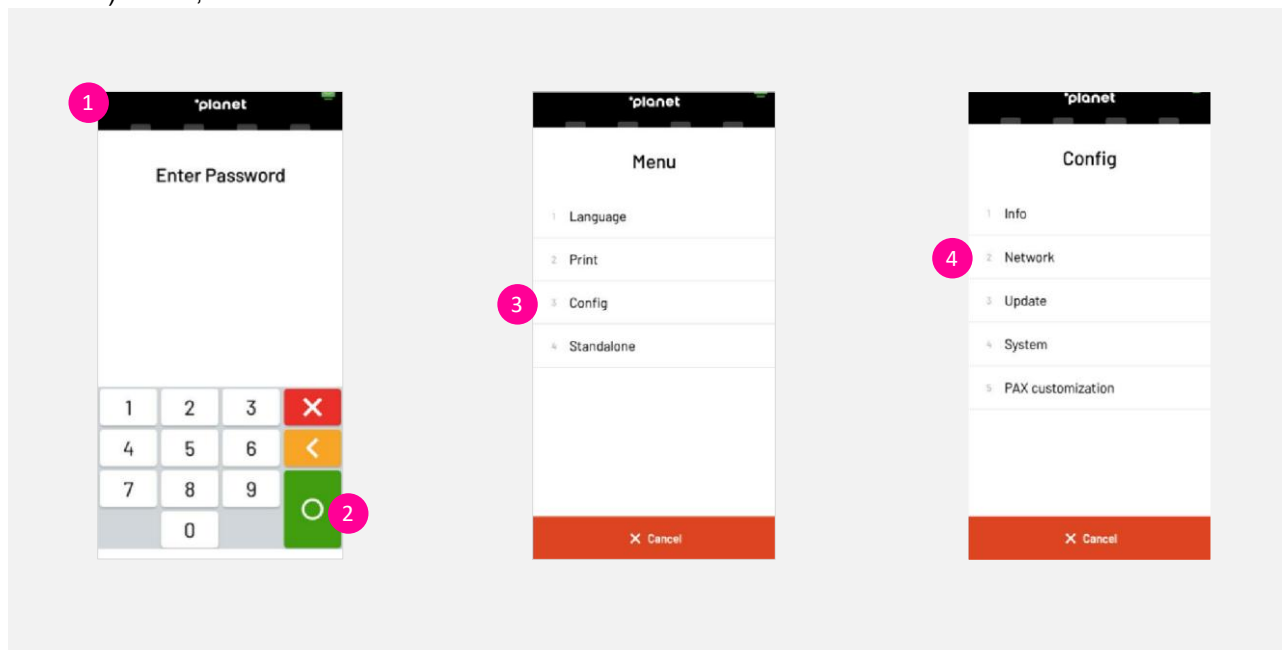 1
planet
Enter Password
1 2 3
4 5 6
7 8 9
0
2
planet
Menu
1 Language
2 Print
3 3 Config
4 Standalone
Cancel
planet
Config
1 Info
4 2 Network
3 Update
4 System
5 PAX customization
Cancel